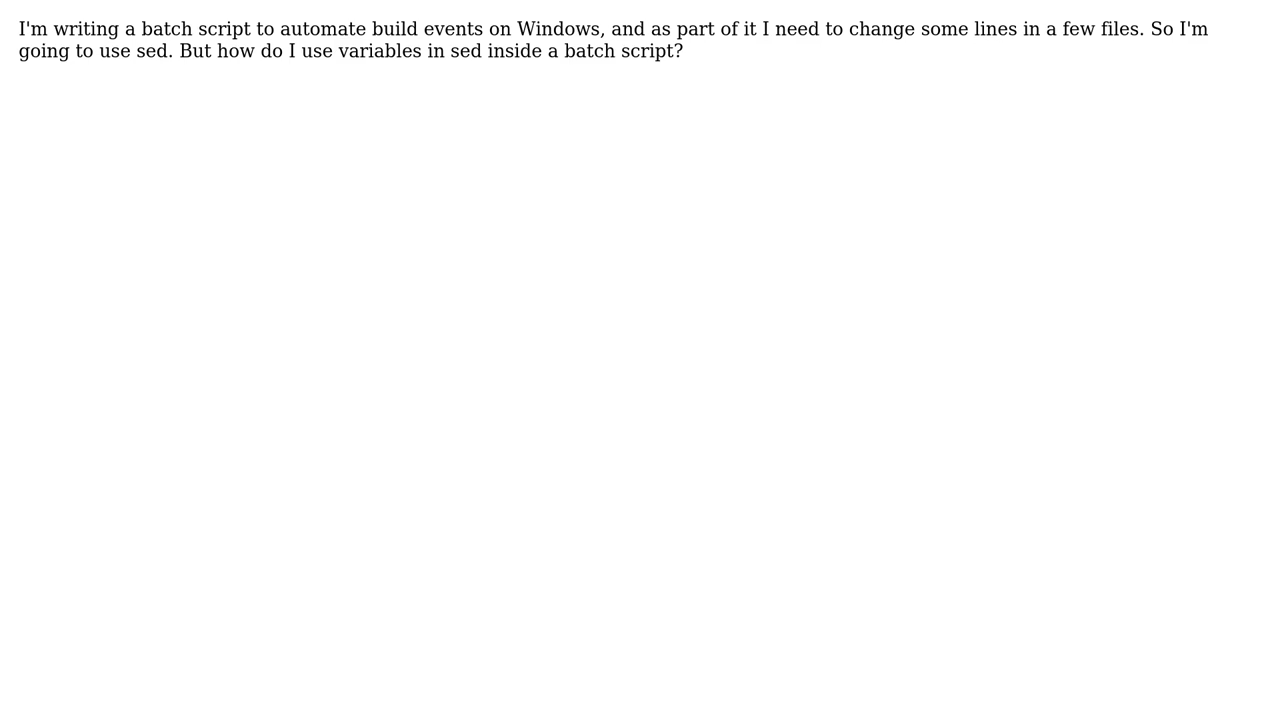 I'm writing a batch script to automate build events on Windows, and as part of it I need to change some lines in a few files. So I'm
going to use sed. But how do I use variables in sed inside a batch script?